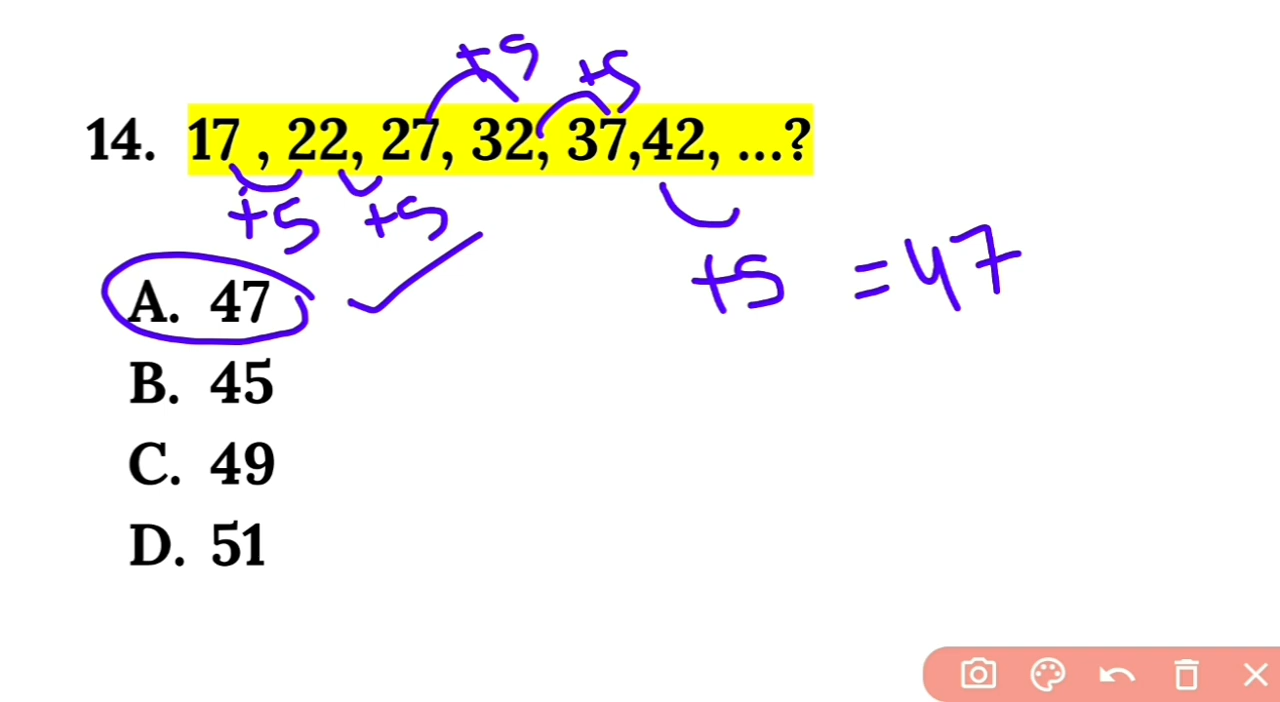 +5 +5
14. 17 , 22, 27, 32, 37,42, ...?
+5 +5
+5 = 47
A. 47
B. 45
C. 49
D. 51